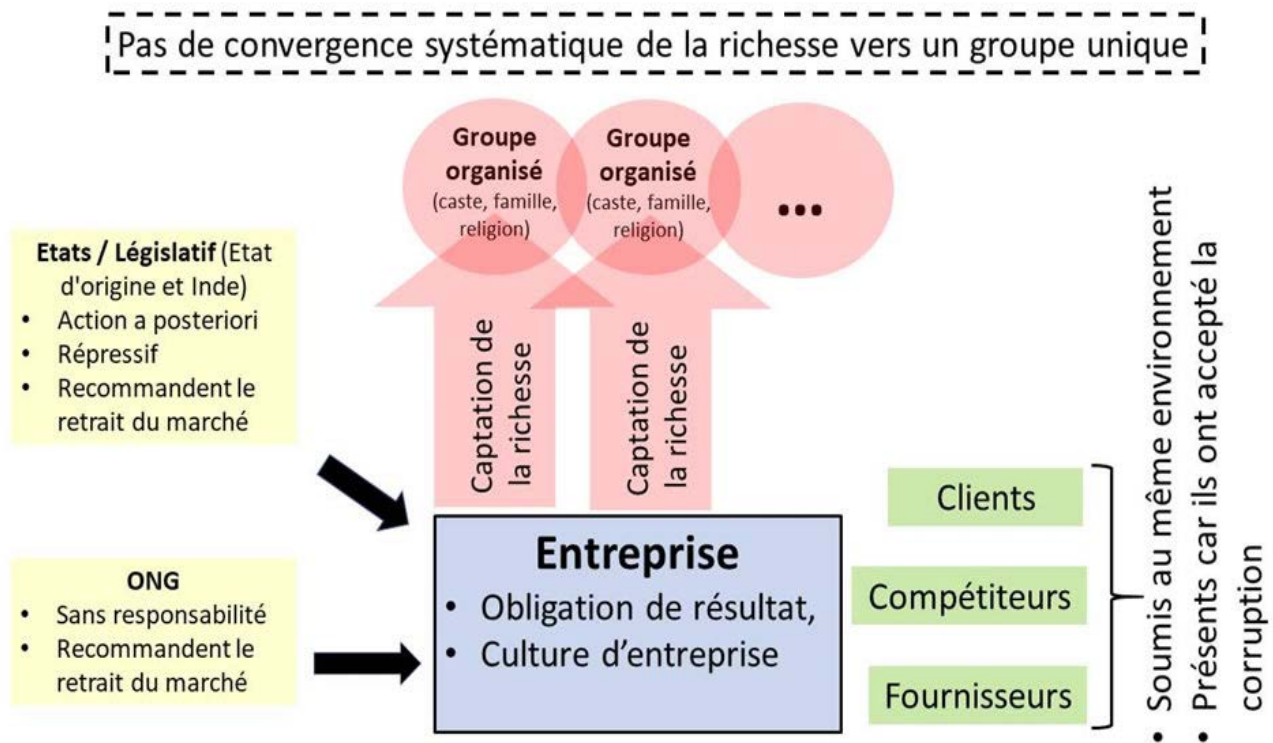 Pas de convergence systématique de la richesse vers un groupe unique
Groupe
organisé
(caste, famille,
religion)
Groupe
organisé
(caste, famille,
religion)
...
Etats / Législatif (Etat
d'origine et Inde)
• Action a posteriori
• Répressif
• Recommandent le
retrait du marché
ONG
• Sans responsabilité
• Recommandent le
retrait du marché
Captation de
la richesse
Captation de
la richesse
Entreprise
• Obligation de résultat,
• Culture d’entreprise
Clients
Compétiteurs
Fournisseurs
• Soumis au même environnement
• Présents car ils ont accepté la
corruption